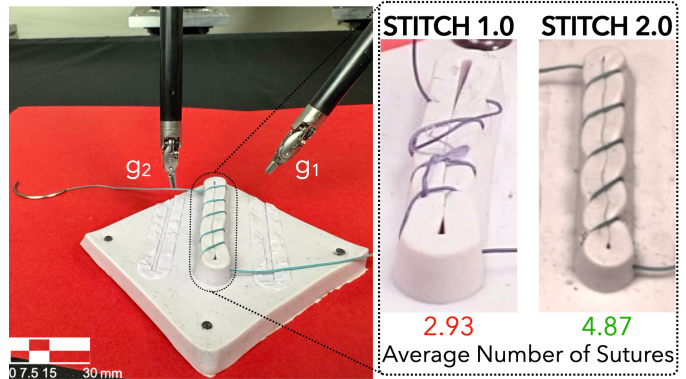 g2
g1
0 7.5 15 30 mm
STITCH 1.0
STITCH 2.0
2.93
4.87
Average Number of Sutures